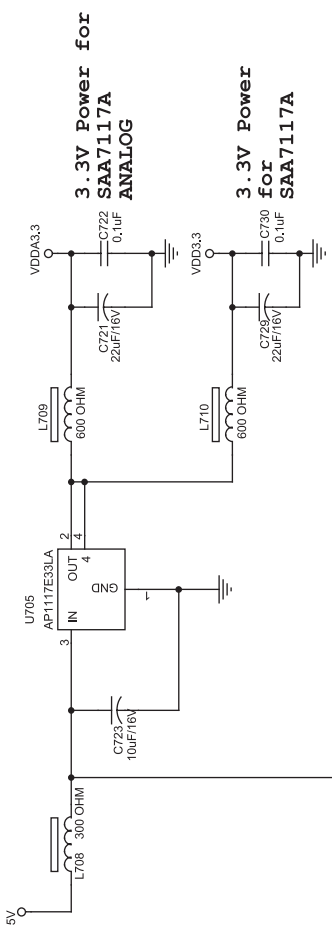 5V
L708
300 OHM
C723
10uF/16V
U705
AP1117E33LA
3
IN
OUT
2
4
4
GND
1
L709
600 OHM
L710
600 OHM
VDDA3.3
C721
22uF/16V
C722
0.1uF
3.3V Power for
SAA7117A
ANALOG
VDD3.3
C729
22uF/16V
C730
0.1uF
3.3V Power
for
SAA7117A